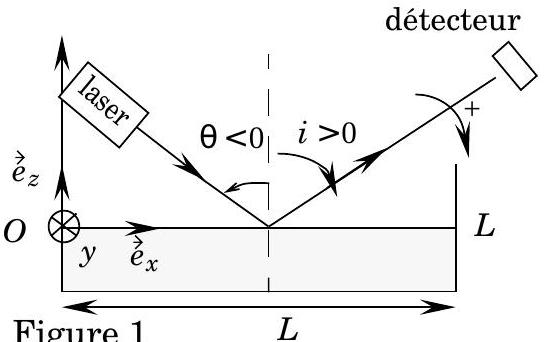 détecteur
laser
θ <0
i >0
+
e⃗z
O
y
e⃗x
L
L
Figure 1